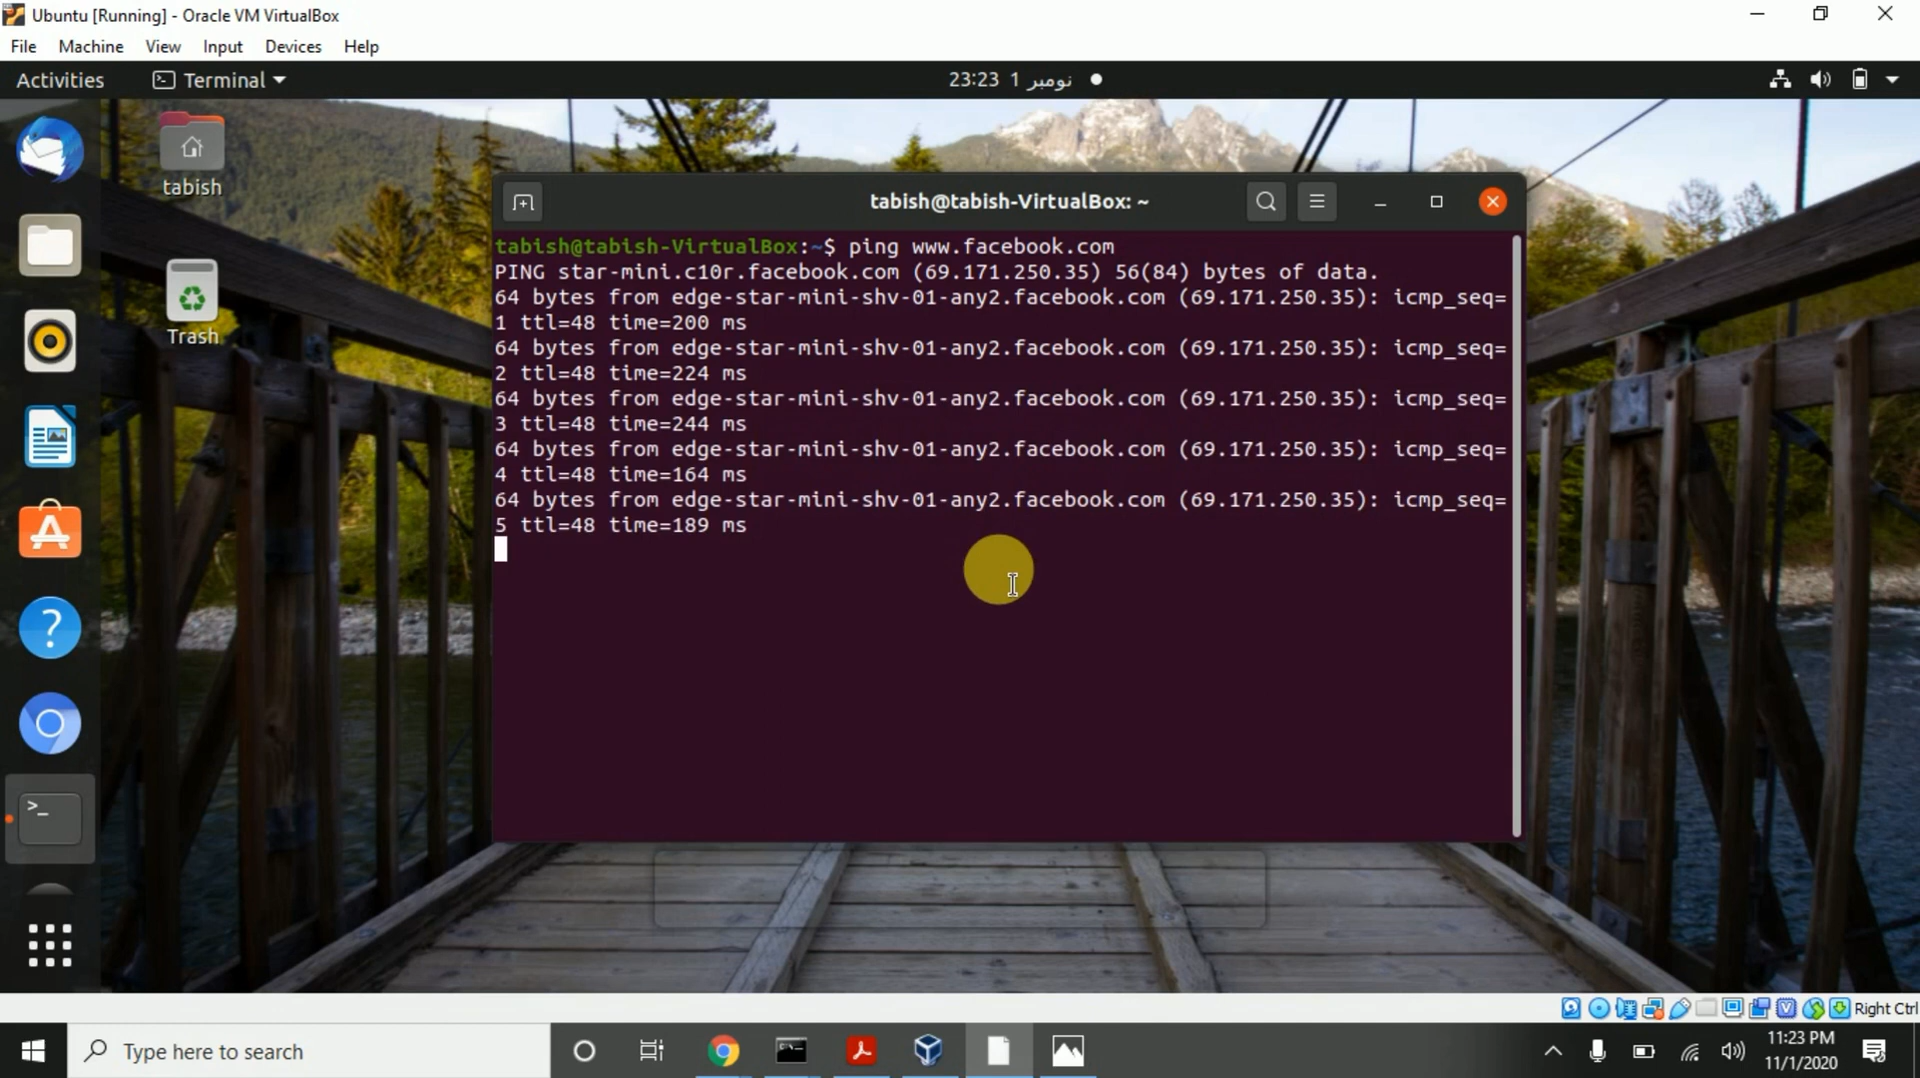 Ubuntu [Running] - Oracle VM VirtualBox
File Machine View Input Devices Help
Activities Terminal 23:23 1 نومبر
tabish
Trash
tabish@tabish-VirtualBox: ~
tabish@tabish-VirtualBox:~$ ping www.facebook.com
PING star-mini.c10r.facebook.com (69.171.250.35) 56(84) bytes of data.
64 bytes from edge-star-mini-shv-01-any2.facebook.com (69.171.250.35): icmp_seq=
1 ttl=48 time=200 ms
64 bytes from edge-star-mini-shv-01-any2.facebook.com (69.171.250.35): icmp_seq=
2 ttl=48 time=224 ms
64 bytes from edge-star-mini-shv-01-any2.facebook.com (69.171.250.35): icmp_seq=
3 ttl=48 time=244 ms
64 bytes from edge-star-mini-shv-01-any2.facebook.com (69.171.250.35): icmp_seq=
4 ttl=48 time=164 ms
64 bytes from edge-star-mini-shv-01-any2.facebook.com (69.171.250.35): icmp_seq=
5 ttl=48 time=189 ms
Right Ctrl
Type here to search
11:23 PM
11/1/2020